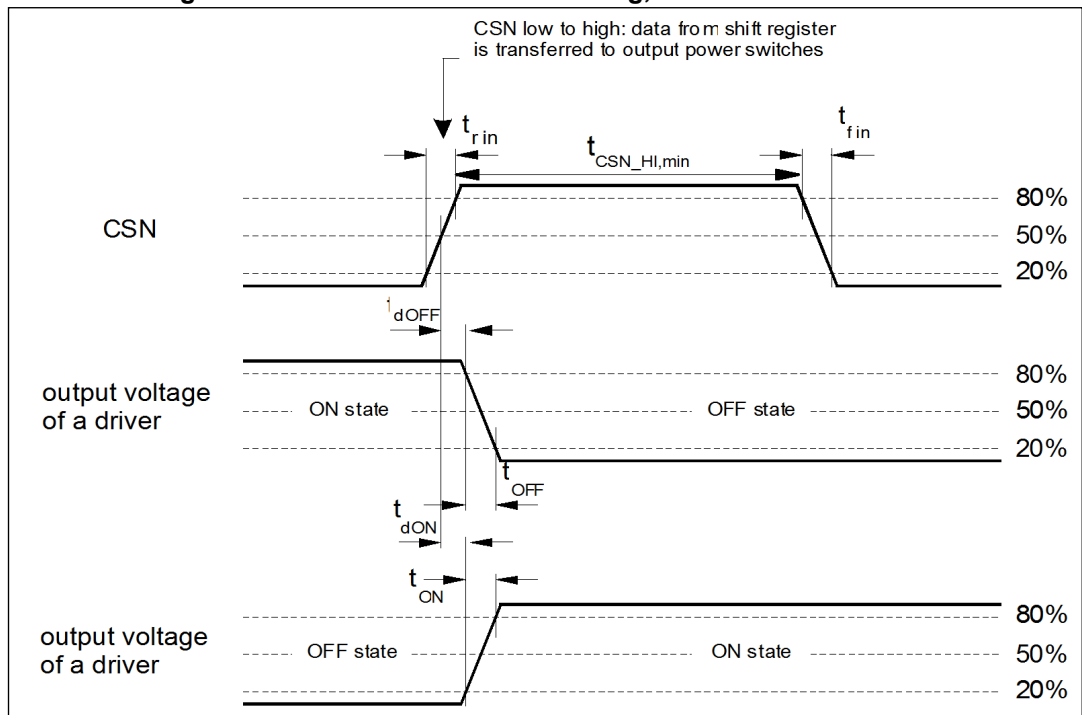 CSN low to high: data from shift register
is transferred to output power switches
t r in
t CSN_HI,min
t f in
CSN
80%
50%
20%
t dOFF
output voltage
of a driver
ON state
OFF state
80%
50%
20%
t OFF
t dON
t ON
output voltage
of a driver
OFF state
ON state
80%
50%
20%